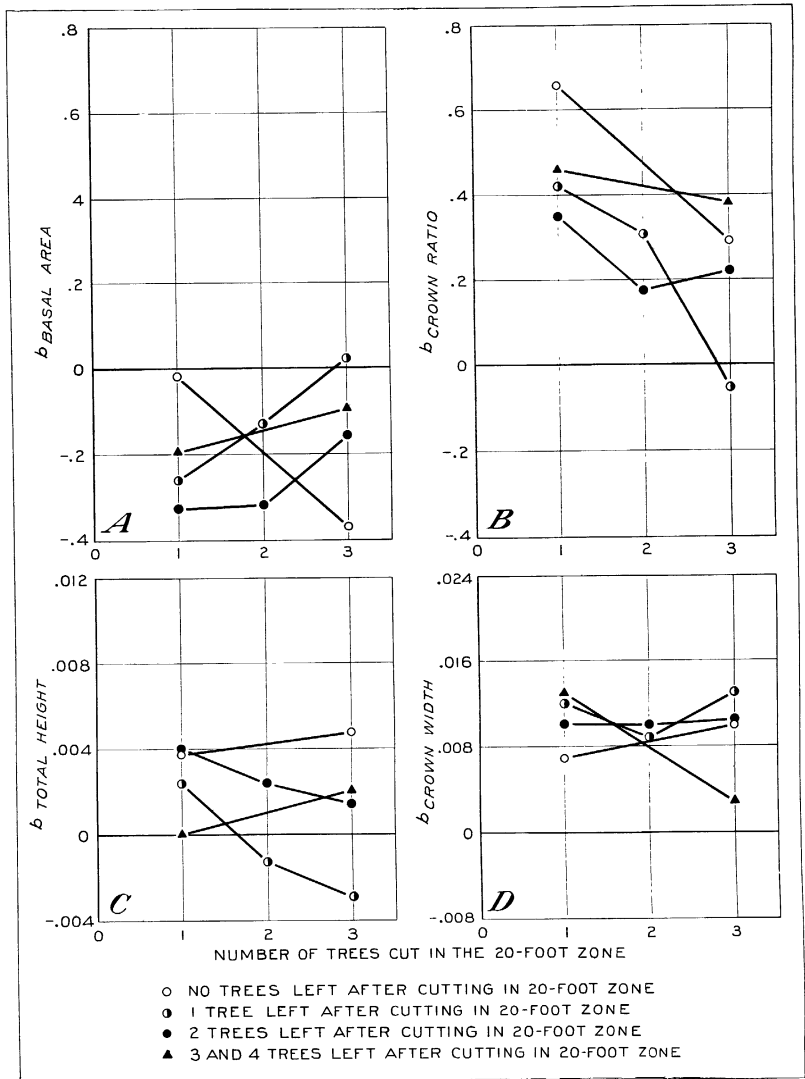 .8
.6
.4
.2
0
-.2
-.4
b BASAL AREA
A
0 1 2 3
.8
.6
.4
.2
0
-.2
-.4
b CROWN RATIO
B
0 1 2 3
.012
.008
.004
0
-.004
b TOTAL HEIGHT
C
0 1 2 3
.024
.016
.008
0
-.008
b CROWN WIDTH
D
0 1 2 3
NUMBER OF TREES CUT IN THE 20-FOOT ZONE
○ NO TREES LEFT AFTER CUTTING IN 20-FOOT ZONE
◑ 1 TREE LEFT AFTER CUTTING IN 20-FOOT ZONE
● 2 TREES LEFT AFTER CUTTING IN 20-FOOT ZONE
▲ 3 AND 4 TREES LEFT AFTER CUTTING IN 20-FOOT ZONE